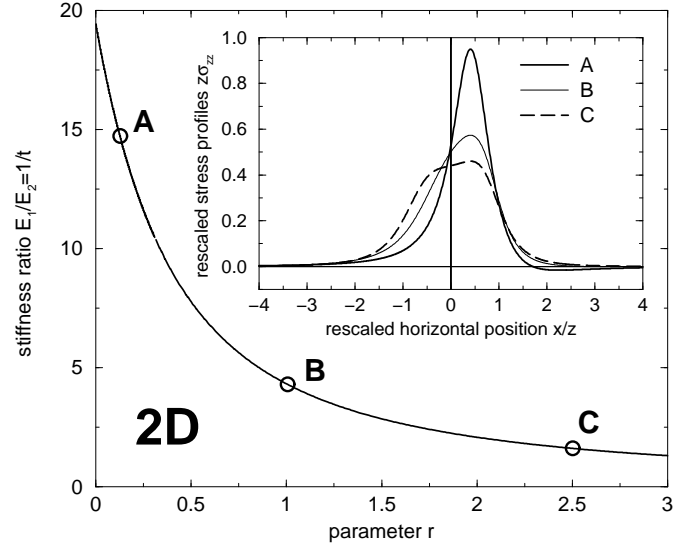 20
15
10
5
0
stiffness ratio E₁/E₂=1/t
0
0.5
1
1.5
2
2.5
3
parameter r
A
B
C
2D
1.0
0.8
0.6
0.4
0.2
0.0
rescaled stress profiles zσzz
−4
−3
−2
−1
0
1
2
3
4
rescaled horizontal position x/z
A
B
C